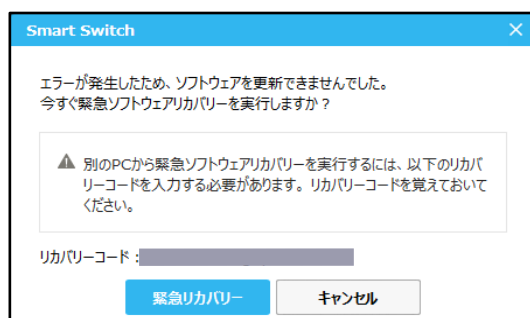 Smart Switch
エラーが発生したため、ソフトウェアを更新できませんでした。
今すぐ緊急ソフトウェアリカバリーを実行しますか？
別のPCから緊急ソフトウェアリカバリーを実行するには、以下のリカバ
リーコードを入力する必要があります。リカバリーコードを覚えておいて
ください。
リカバリーコード：
緊急リカバリー
キャンセル